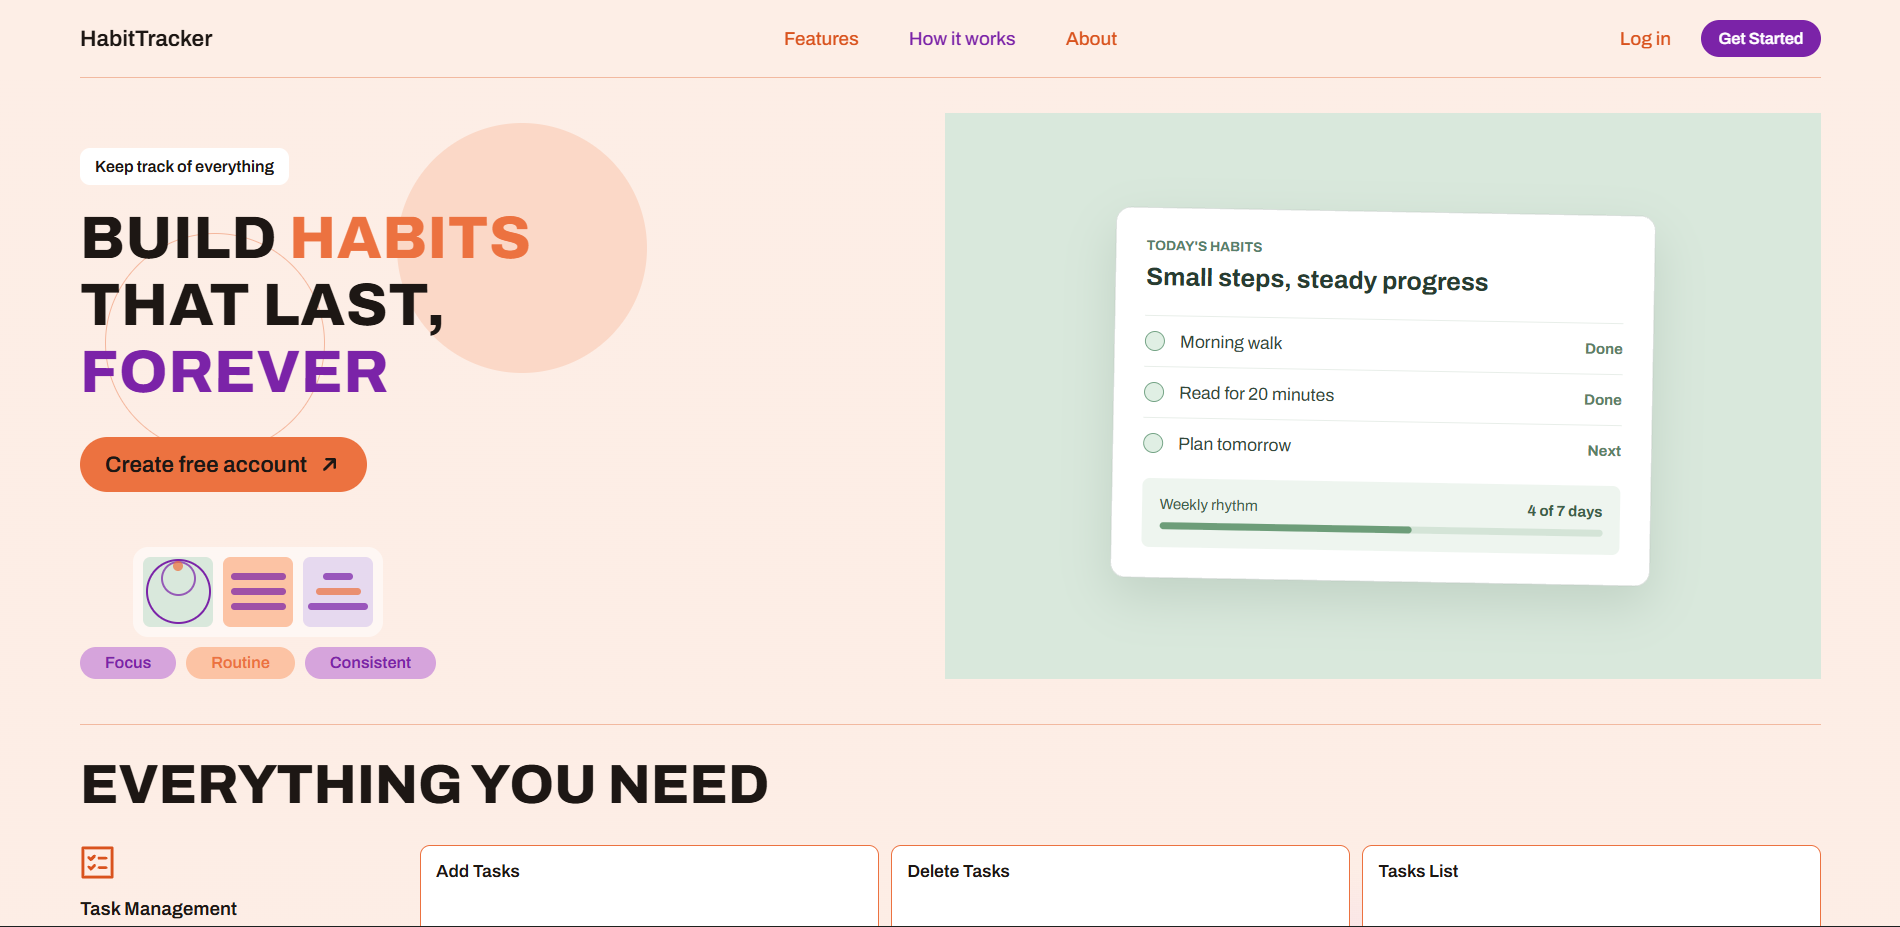 HabitTracker
Features
How it works
About
Log in
Get Started
Keep track of everything
BUILD HABITS
THAT LAST,
FOREVER
Create free account
Focus
Routine
Consistent
TODAY'S HABITS
Small steps, steady progress
Morning walk
Done
Read for 20 minutes
Done
Plan tomorrow
Next
Weekly rhythm
4 of 7 days
EVERYTHING YOU NEED
Task Management
Add Tasks
Delete Tasks
Tasks List